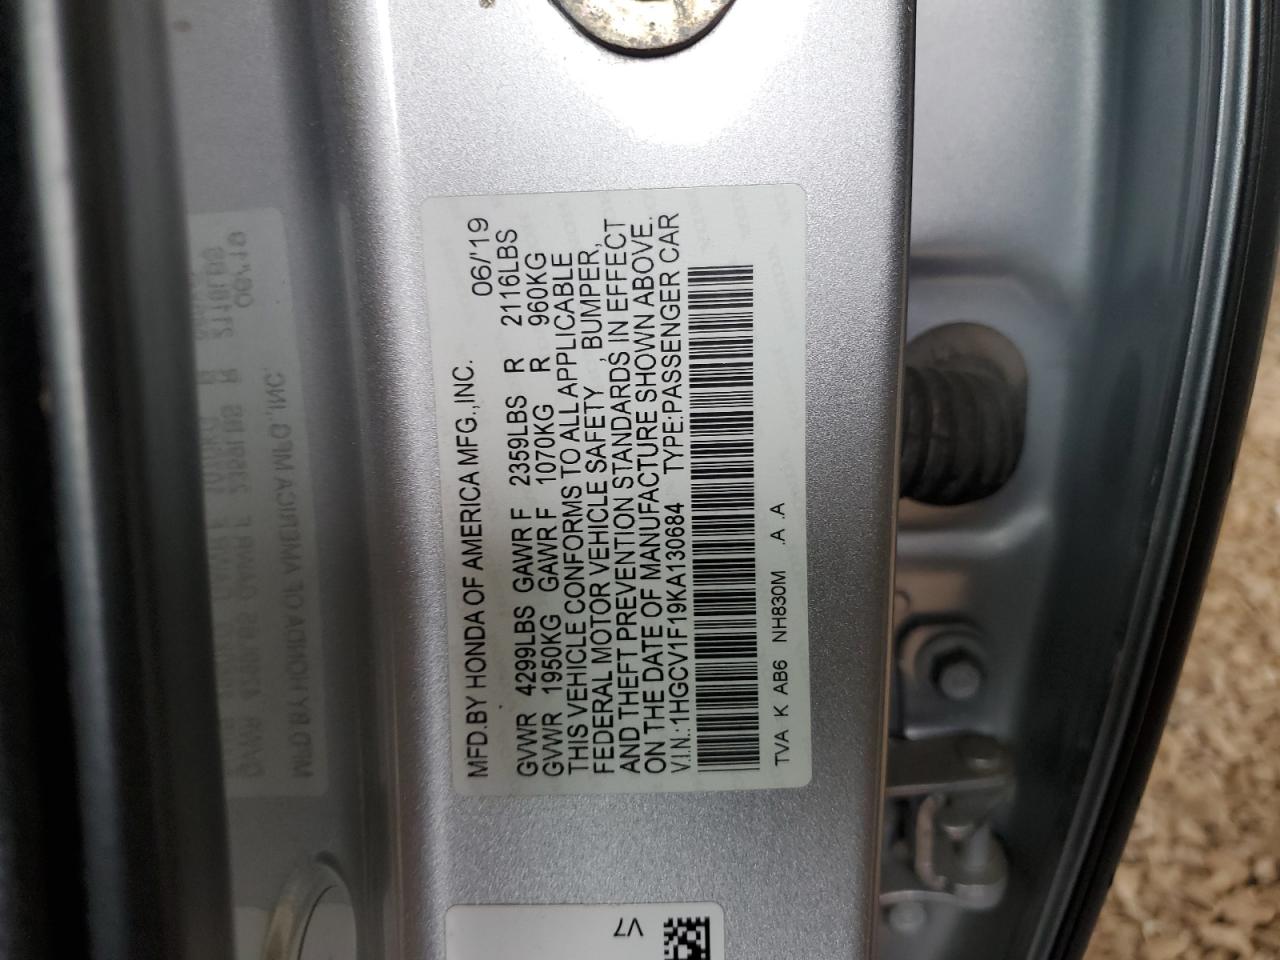 MFD.BY HONDA OF AMERICA MFG.,INC. 06/'19
GVWR 4299LBS GAWR F 2359LBS R 2116LBS
GVWR 1950KG GAWR F 1070KG R 960KG
THIS VEHICLE CONFORMS TO ALL APPLICABLE
FEDERAL MOTOR VEHICLE SAFETY, BUMPER,
AND THEFT PREVENTION STANDARDS IN EFFECT
ON THE DATE OF MANUFACTURE SHOWN ABOVE.
V.I.N.:1HGCV1F19KA130684 TYPE:PASSENGER CAR
TVA K AB6 NH830M .A .A
V7